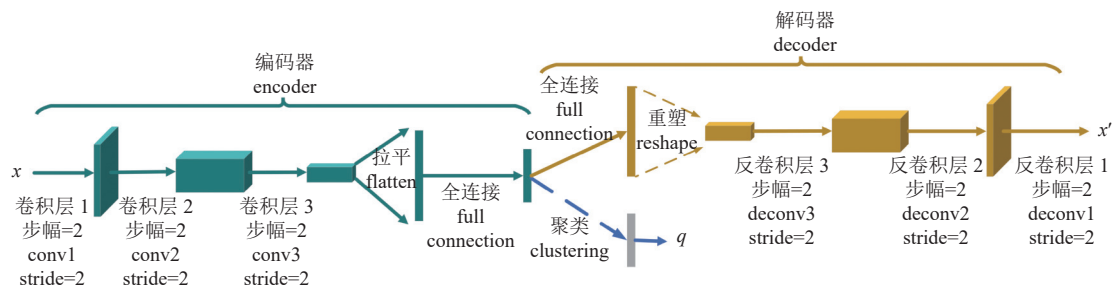 解码器
decoder
编码器
encoder
全连接
full
connection
重塑
reshape
x′
x
拉平
flatten
全连接
full
connection
聚类
clustering
q
卷积层 1
步幅=2
conv1
stride=2
卷积层 2
步幅=2
conv2
stride=2
卷积层 3
步幅=2
conv3
stride=2
反卷积层 3
步幅=2
deconv3
stride=2
反卷积层 2
步幅=2
deconv2
stride=2
反卷积层 1
步幅=2
deconv1
stride=2